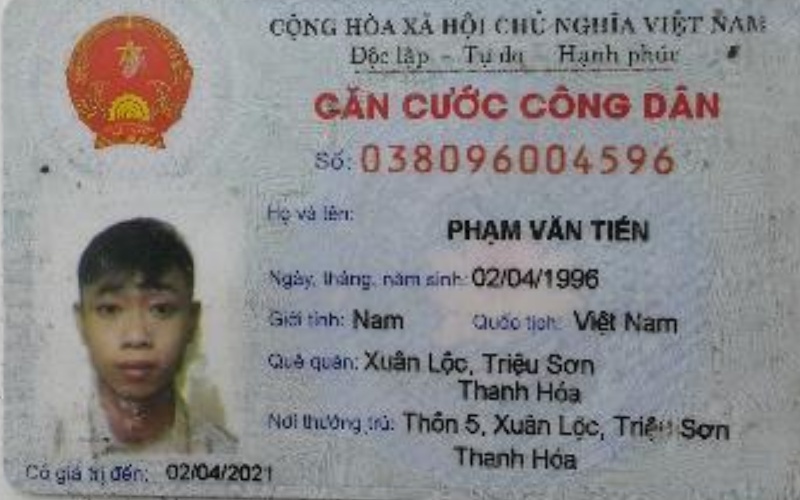 CỘNG HÒA XÃ HỘI CHỦ NGHĨA VIỆT NAM
Độc lập - Tự do - Hạnh phúc
CĂN CƯỚC CÔNG DÂN
Số: 038096004596
Họ và tên:
PHẠM VĂN TIẾN
Ngày, tháng, năm sinh: 02/04/1996
Giới tính: Nam Quốc tịch: Việt Nam
Quê quán: Xuân Lộc, Triệu Sơn
Thanh Hóa
Nơi thường trú: Thôn 5, Xuân Lộc, Triệu Sơn
Thanh Hóa
Có giá trị đến: 02/04/2021